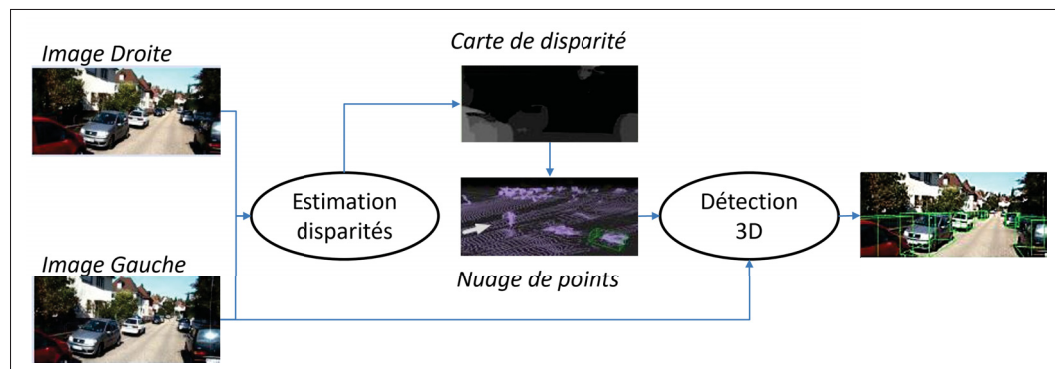 Image Droite
Carte de disparité
Estimation
disparités
Détection
3D
Image Gauche
Nuage de points